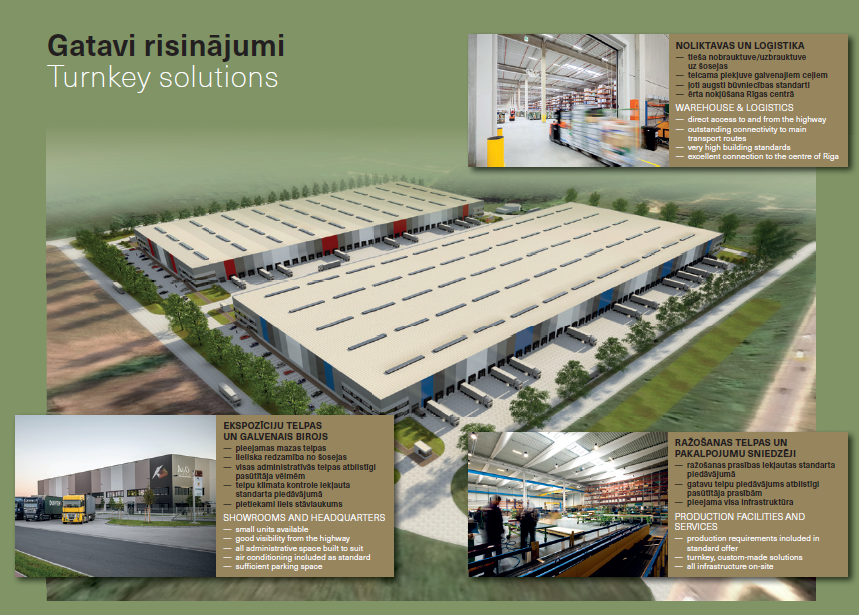 Gatavi risinājumi
Turnkey solutions
NOLIKTAVAS UN LOĢISTIKA
— tieša nobrauktuve/uzbrauktuve
uz šosejas
— teicama piekļuve galvenajiem ceļiem
— ļoti augsti būvniecības standarti
— ērta nokļūšana Rīgas centrā
WAREHOUSE & LOGISTICS
— direct access to and from the highway
— outstanding connectivity to main
transport routes
— very high building standards
— excellent connection to the centre of Riga
EKSPOZĪCIJU TELPAS
UN GALVENAIS BIROJS
— pieejamas mazas telpas
— lieliska redzamība no šosejas
— visas administratīvās telpas atbilstīgi
pasūtītāja vēlmēm
— telpu klimata kontrole iekļauta
standarta piedāvājumā
— pietiekami liels stāvlaukums
SHOWROOMS AND HEADQUARTERS
— small units available
— good visibility from the highway
— all administrative space built to suit
— air conditioning included as standard
— sufficient parking space
RAŽOŠANAS TELPAS UN
PAKALPOJUMU SNIEDZĒJI
— ražošanas prasības iekļautas standarta
piedāvājumā
— gatavu telpu piedāvājums atbilstīgi
pasūtītāja prasībām
— pieejama visa infrastruktūra
PRODUCTION FACILITIES AND
SERVICES
— production requirements included in
standard offer
— turnkey, custom-made solutions
— all infrastructure on-site